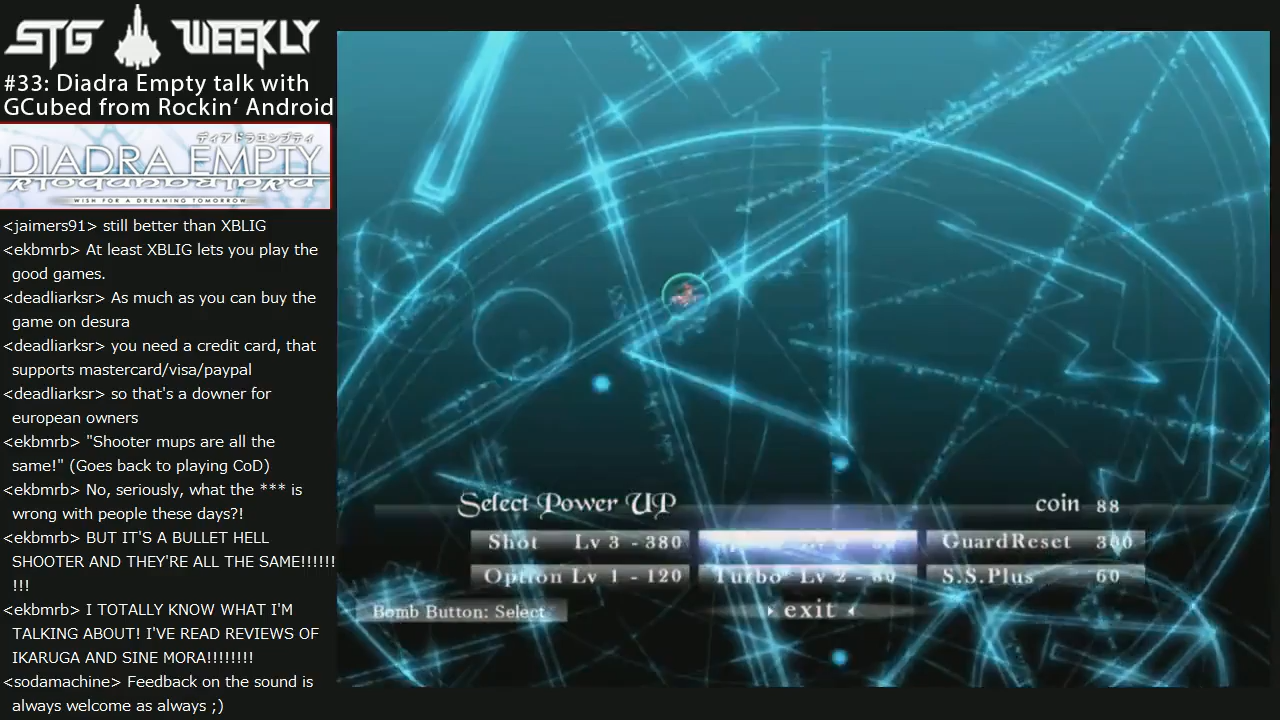 STG WEEKLY
#33: Diadra Empty talk with
GCubed from Rockin' Android
ディアドラエンプティ
DIADRA EMPTY
WISH FOR A DREAMING TOMORROW
<jaimers91> still better than XBLIG
<ekbmrb> At least XBLIG lets you play the
good games.
<deadliarksr> As much as you can buy the
game on desura
<deadliarksr> you need a credit card, that
supports mastercard/visa/paypal
<deadliarksr> so that's a downer for
european owners
<ekbmrb> "Shooter mups are all the
same!" (Goes back to playing CoD)
<ekbmrb> No, seriously, what the *** is
wrong with people these days?!
<ekbmrb> BUT IT'S A BULLET HELL
SHOOTER AND THEY'RE ALL THE SAME!!!!!!
!!!
<ekbmrb> I TOTALLY KNOW WHAT I'M
TALKING ABOUT! I'VE READ REVIEWS OF
IKARUGA AND SINE MORA!!!!!!!!
<sodamachine> Feedback on the sound is
always welcome as always ;)
Select Power UP coin 88
Shot Lv 3 - 380 GuardReset 300
Option Lv 1 - 120 Turbo Lv 2 - 80 S.S.Plus 60
Bomb Button: Select exit